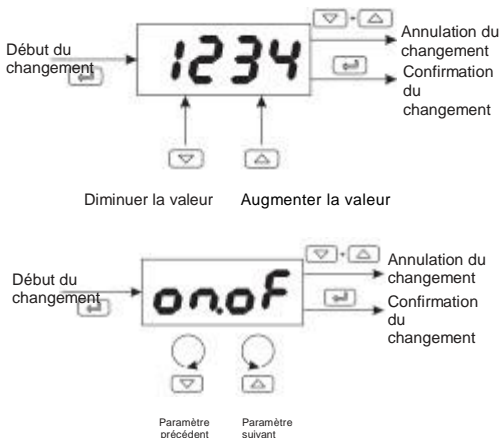 Début du
changement
1234
Annulation du
changement
Confirmation
du
changement
Diminuer la valeur
Augmenter la valeur
Début du
changement
on.oF
Annulation du
changement
Confirmation
du
changement
Paramètre
précédent
Paramètre
suivant